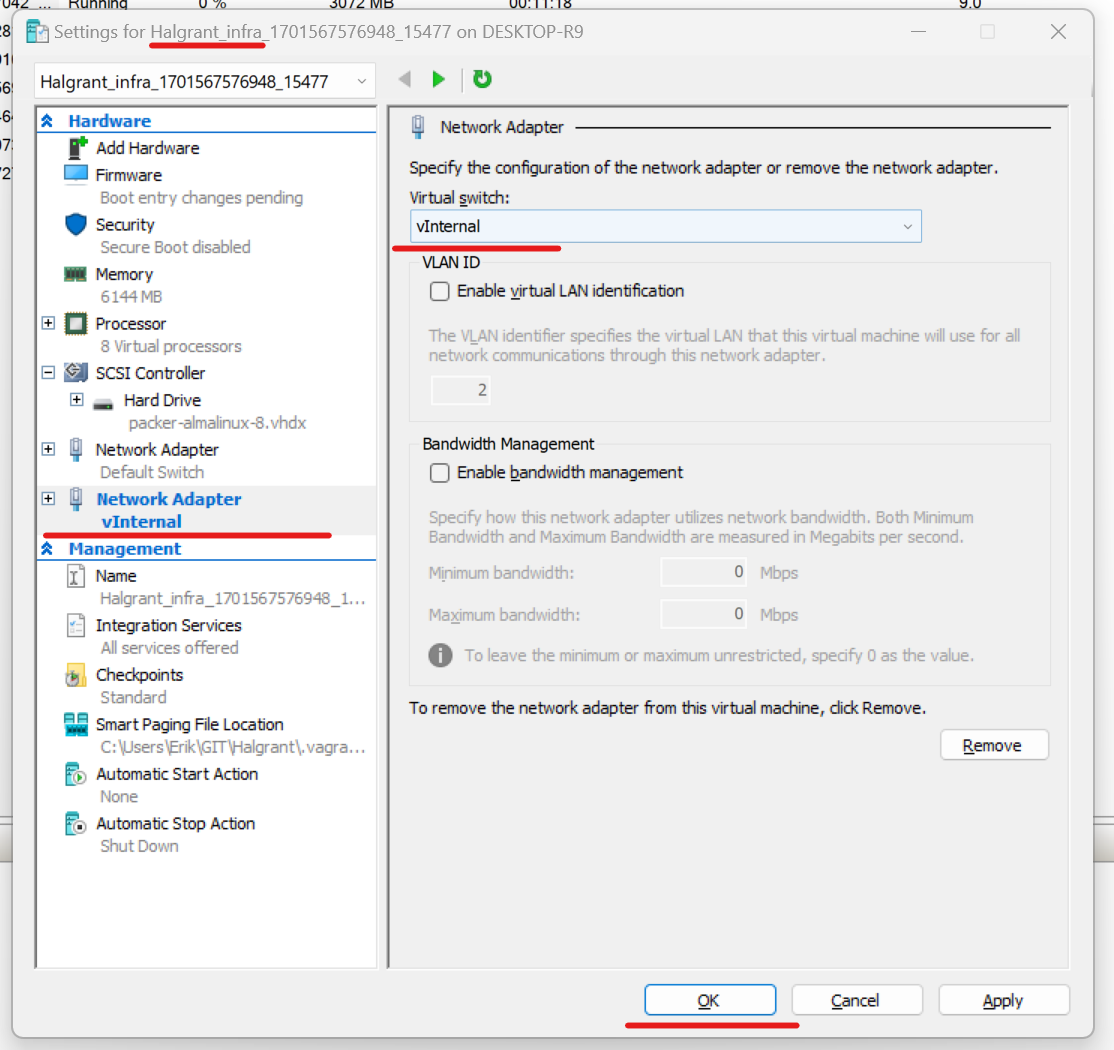 Running 0 % 3072 MB 00:11:18 9.0
Settings for Halgrant_infra_1701567576948_15477 on DESKTOP-R9
Halgrant_infra_1701567576948_15477
Hardware
Add Hardware
Firmware
Boot entry changes pending
Security
Secure Boot disabled
Memory
6144 MB
Processor
8 Virtual processors
SCSI Controller
Hard Drive
packer-almalinux-8.vhdx
Network Adapter
Default Switch
Network Adapter
vInternal
Management
Name
Halgrant_infra_1701567576948_1...
Integration Services
All services offered
Checkpoints
Standard
Smart Paging File Location
C:\Users\Erik\GIT\Halgrant\.vagra...
Automatic Start Action
None
Automatic Stop Action
Shut Down
Network Adapter
Specify the configuration of the network adapter or remove the network adapter.
Virtual switch:
vInternal
VLAN ID
Enable virtual LAN identification
The VLAN identifier specifies the virtual LAN that this virtual machine will use for all
network communications through this network adapter.
2
Bandwidth Management
Enable bandwidth management
Specify how this network adapter utilizes network bandwidth. Both Minimum
Bandwidth and Maximum Bandwidth are measured in Megabits per second.
Minimum bandwidth: 0 Mbps
Maximum bandwidth: 0 Mbps
To leave the minimum or maximum unrestricted, specify 0 as the value.
To remove the network adapter from this virtual machine, click Remove.
Remove
OK Cancel Apply